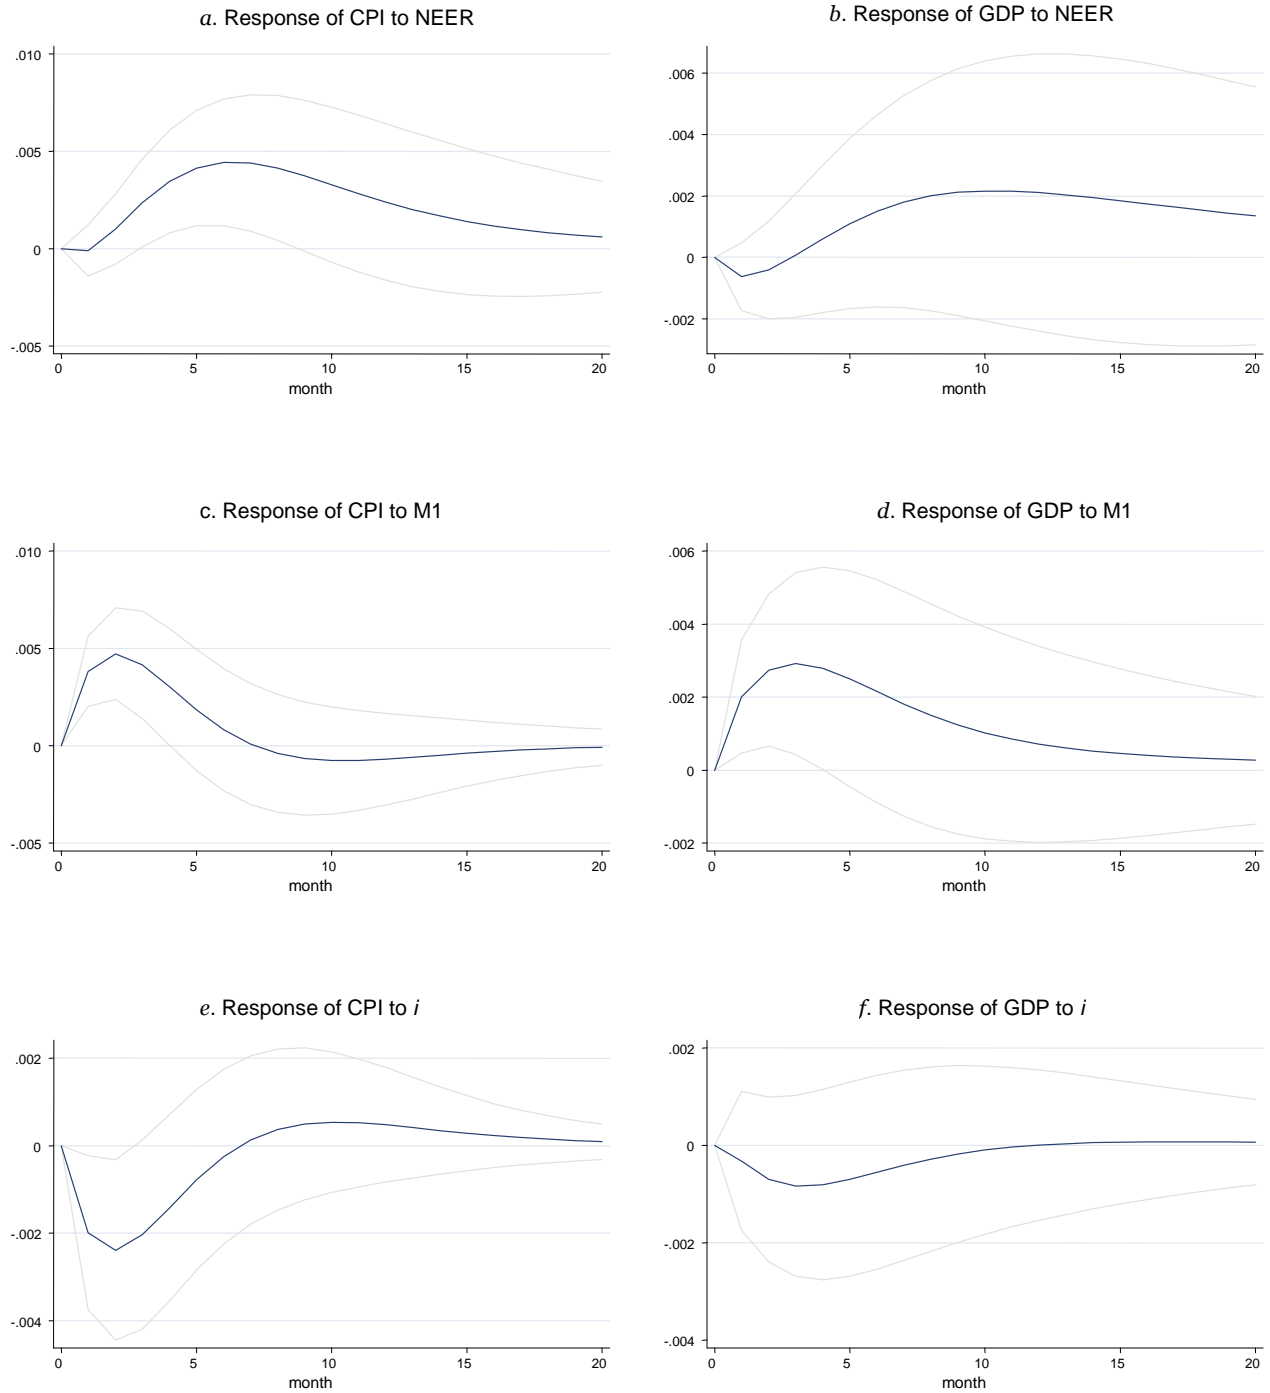 a. Response of CPI to NEER
.010
.005
0
-.005
0 5 10 15 20
month
b. Response of GDP to NEER
.006
.004
.002
0
-.002
0 5 10 15 20
month
c. Response of CPI to M1
.010
.005
0
-.005
0 5 10 15 20
month
d. Response of GDP to M1
.006
.004
.002
0
-.002
0 5 10 15 20
month
e. Response of CPI to i
.002
0
-.002
-.004
0 5 10 15 20
month
f. Response of GDP to i
.002
0
-.002
-.004
0 5 10 15 20
month